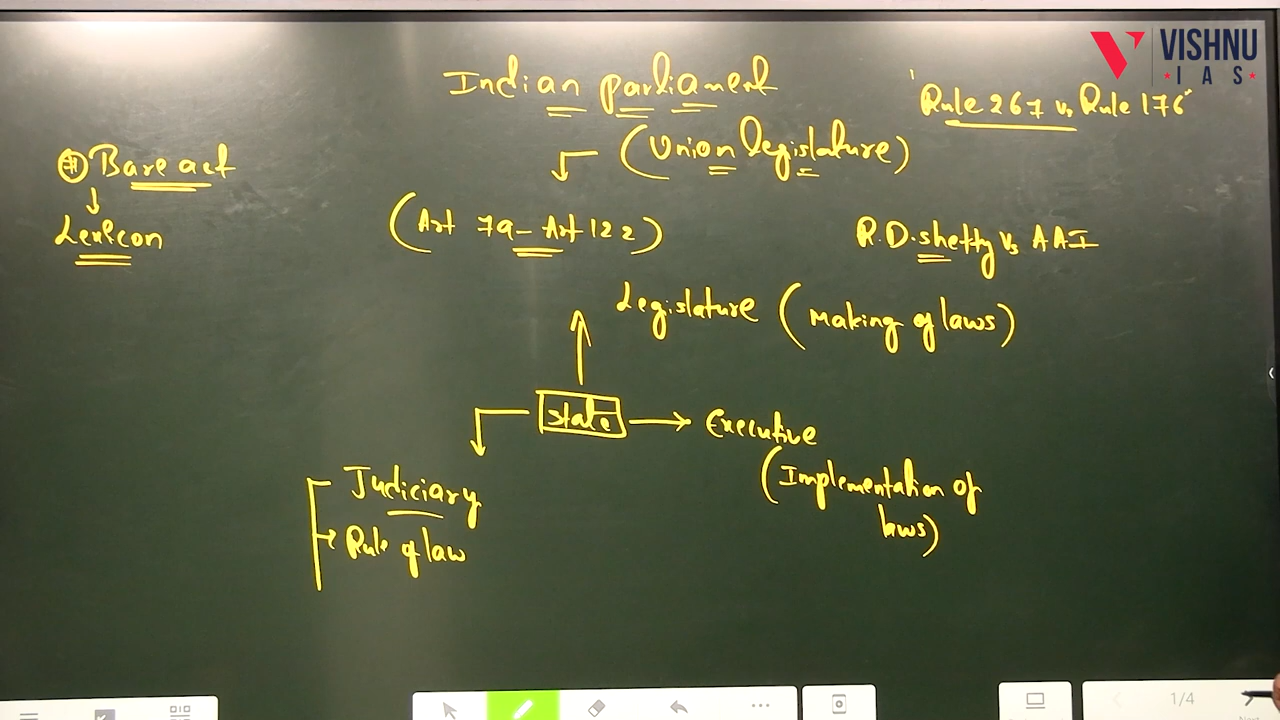 VISHNU
IAS
Indian parliament
'Rule 267 vs Rule 176"
(Union legislature)
# Bare act
Lexicon
(Art 79 - Art 122)
R.D. shetty vs AAI
Legislature (Making of laws)
state
Executive
(Implementation of
laws)
Judiciary
Rule of law
1/4
Next